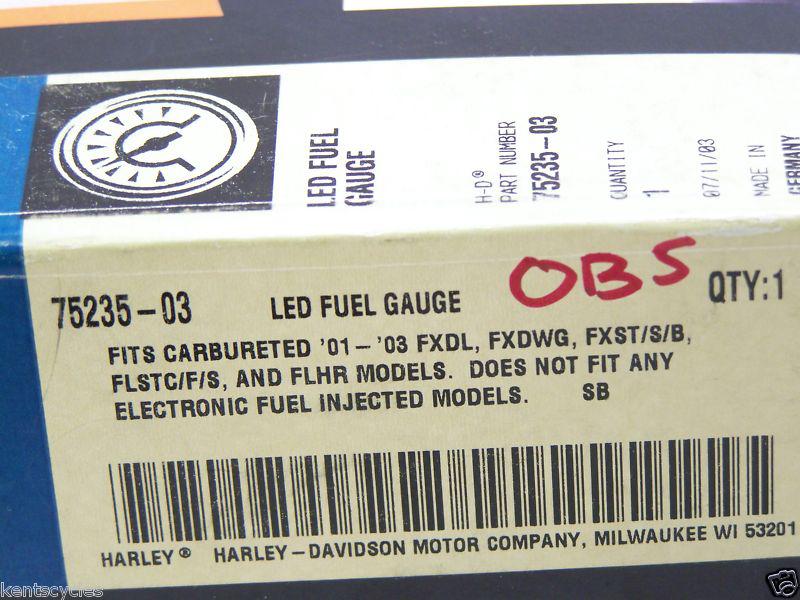 LED FUEL
GAUGE
H-D®
PART NUMBER
75235-03
QUANTITY
1
07/11/03
MADE IN
GERMANY
75235-03 LED FUEL GAUGE OBS QTY:1
FITS CARBURETED '01-'03 FXDL, FXDWG, FXST/S/B,
FLSTC/F/S, AND FLHR MODELS. DOES NOT FIT ANY
ELECTRONIC FUEL INJECTED MODELS. SB
HARLEY® HARLEY-DAVIDSON MOTOR COMPANY, MILWAUKEE WI 53201
kentscycles